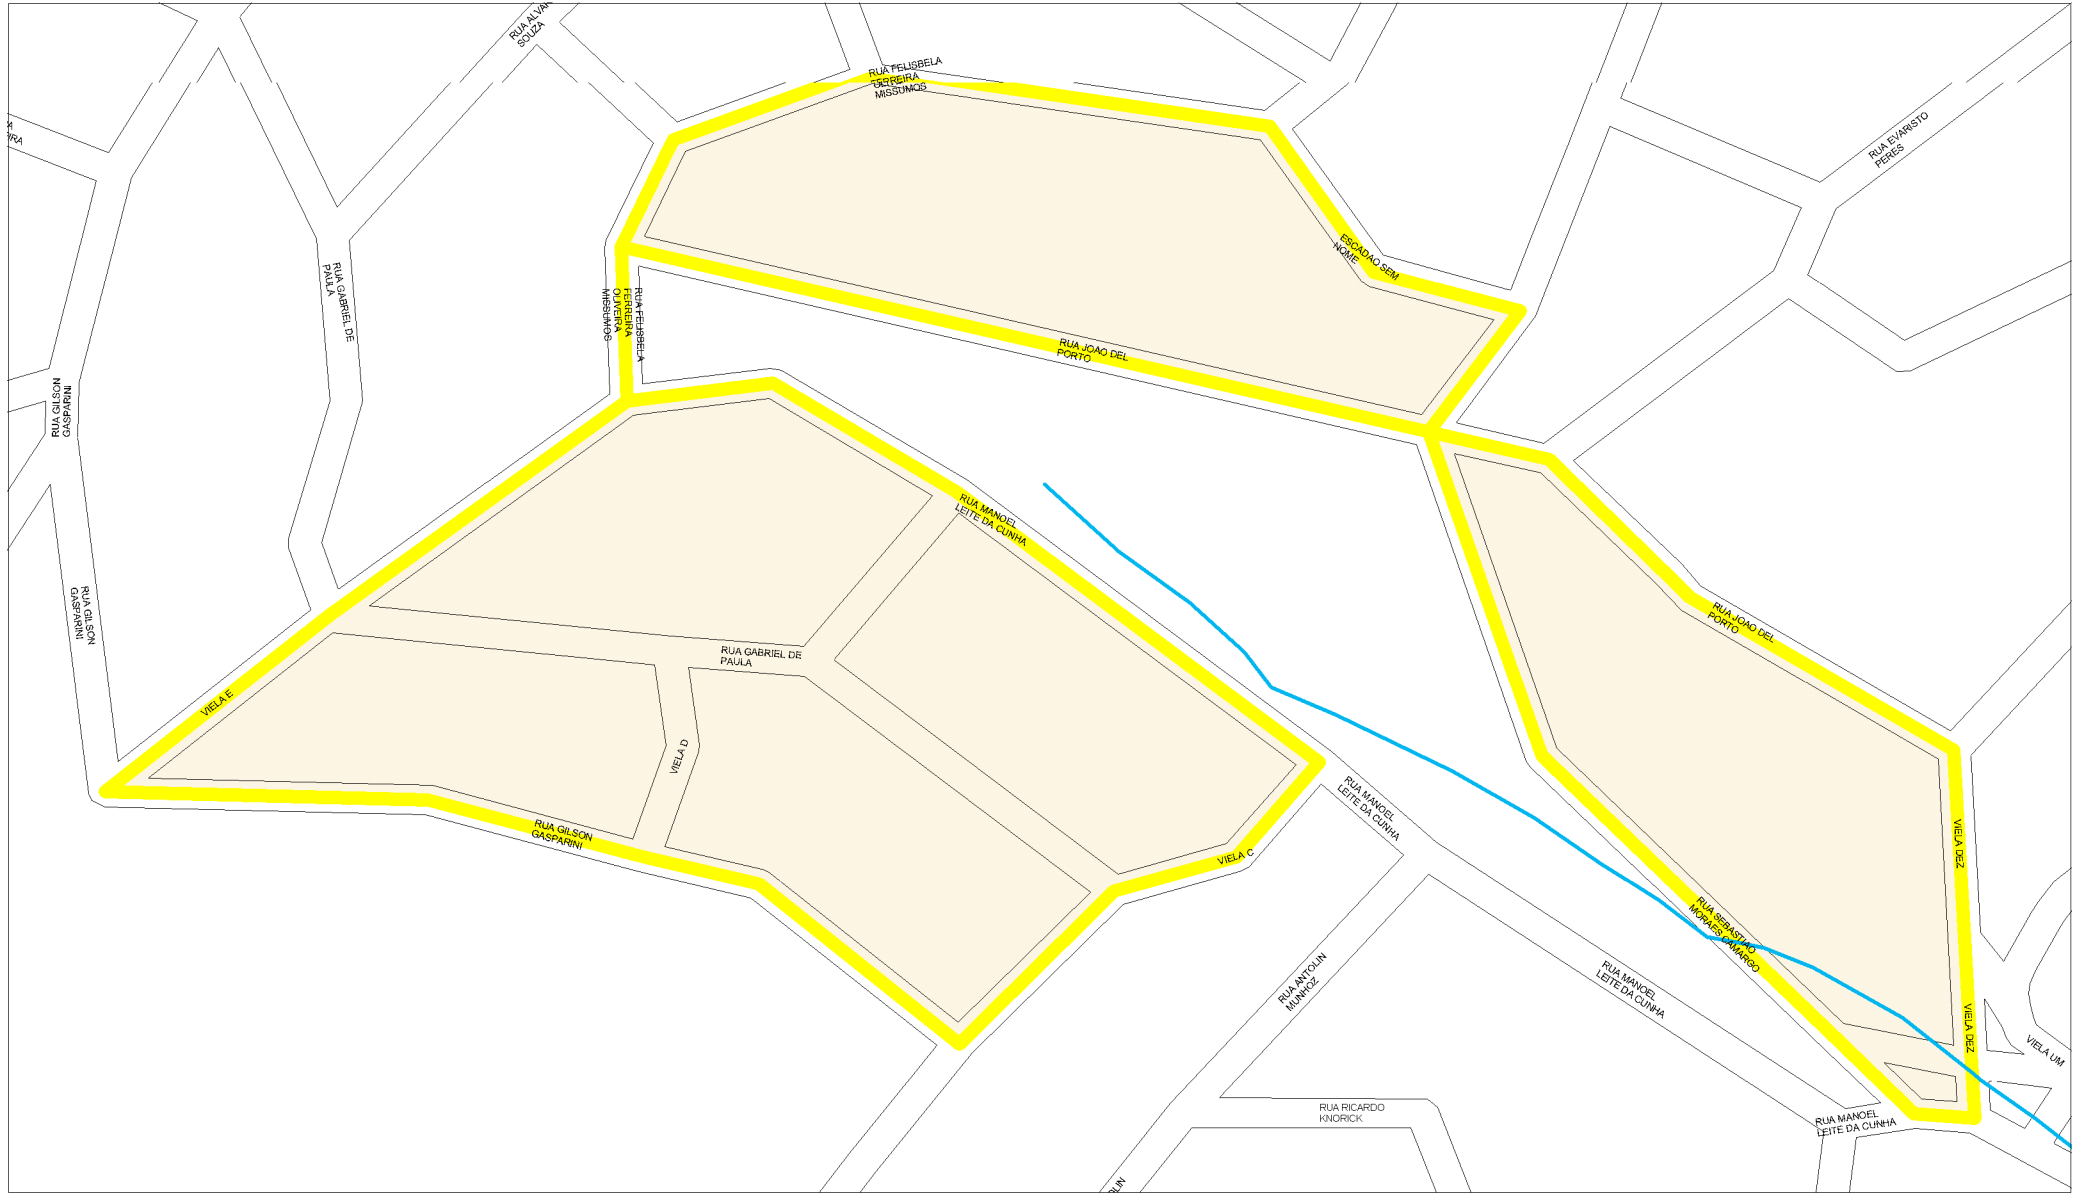 RUA ALVAR
SOUZA
RUA FELISBELA
FERREIRA
MISSUMOS
RUA EVARISTO
PERES
RUA GABRIEL DE
PAULA
ESCADAO SEM
NOME
RUA FELISBELA
FERREIRA
OLIVEIRA
MISSUMOS
RUA JOAO DEL
PORTO
RUA GILSON
GASPARINI
RUA MANOEL
LEITE DA CUNHA
RUA GILSON
GASPARINI
RUA JOAO DEL
PORTO
RUA GABRIEL DE
PAULA
VIELA E
VIELA D
RUA MANOEL
LEITE DA CUNHA
RUA GILSON
GASPARINI
VIELA C
VIELA DEZ
RUA SEBASTIAO
MORAES CAMARGO
RUA ANTOLIN
MUNHOZ
RUA MANOEL
LEITE DA CUNHA
VIELA DEZ
VIELA UM
RUA RICARDO
KNORICK
RUA MANOEL
LEITE DA CUNHA
OLIN